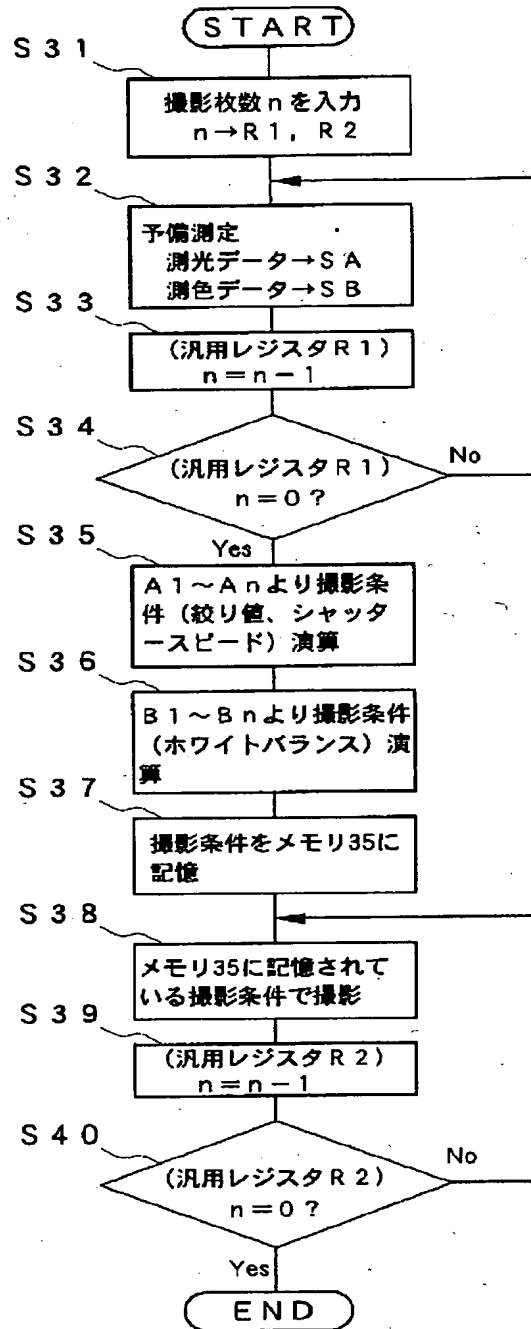 START
S31
撮影枚数nを入力
n→R1, R2
S32
予備測定
測光データ→SA
測色データ→SB
S33
(汎用レジスタR1)
n=n-1
S34
(汎用レジスタR1)
n=0?
No
Yes
S35
A1~Anより撮影条
件(絞り値、シャッタ
ースピード)演算
S36
B1~Bnより撮影条件
(ホワイトバランス)演
算
S37
撮影条件をメモリ35に
記憶
S38
メモリ35に記憶されて
いる撮影条件で撮影
S39
(汎用レジスタR2)
n=n-1
S40
(汎用レジスタR2)
n=0?
No
Yes
END